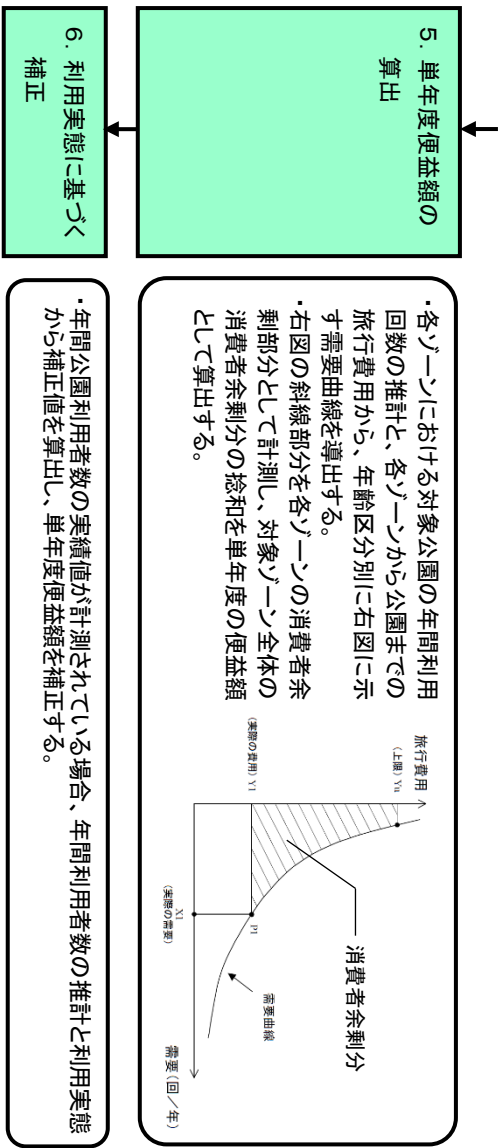 5. 単年度便益額の
算出
・各ゾーンにおける対象公園の年間利用
回数の推計と、各ゾーンから公園までの
旅行費用から、年齢区分別に右図に示
す需要曲線を導出する。
・右図の斜線部分を各ゾーンの消費者余
剰部分として計測し、対象ゾーン全体の
消費者余剰分の捻和を単年度の便益額
として算出する。
旅行費用
(上限) Yu
(実際の費用) Y1
P1
消費者余剰分
需要曲線
X1
(実際の需要)
需要(回/年)
6. 利用実態に基づく
補正
・年間公園利用者数の実績値が計測されている場合、年間利用者数の推計と利用実態
から補正値を算出し、単年度便益額を補正する。